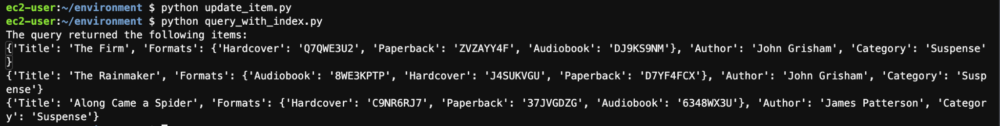 ec2-user:~/environment $ python update_item.py
ec2-user:~/environment $ python query_with_index.py
The query returned the following items:
{'Title': 'The Firm', 'Formats': {'Hardcover': 'Q7QWE3U2', 'Paperback': 'ZVZAYY4F', 'Audiobook': 'DJ9KS9NM'}, 'Author': 'John Grisham', 'Category': 'Suspense'
}
{'Title': 'The Rainmaker', 'Formats': {'Audiobook': '8WE3KPTP', 'Hardcover': 'J4SUKVGU', 'Paperback': 'D7YF4FCX'}, 'Author': 'John Grisham', 'Category': 'Susp
ense'}
{'Title': 'Along Came a Spider', 'Formats': {'Hardcover': 'C9NR6RJ7', 'Paperback': '37JVGDZG', 'Audiobook': '6348WX3U'}, 'Author': 'James Patterson', 'Categor
y': 'Suspense'}